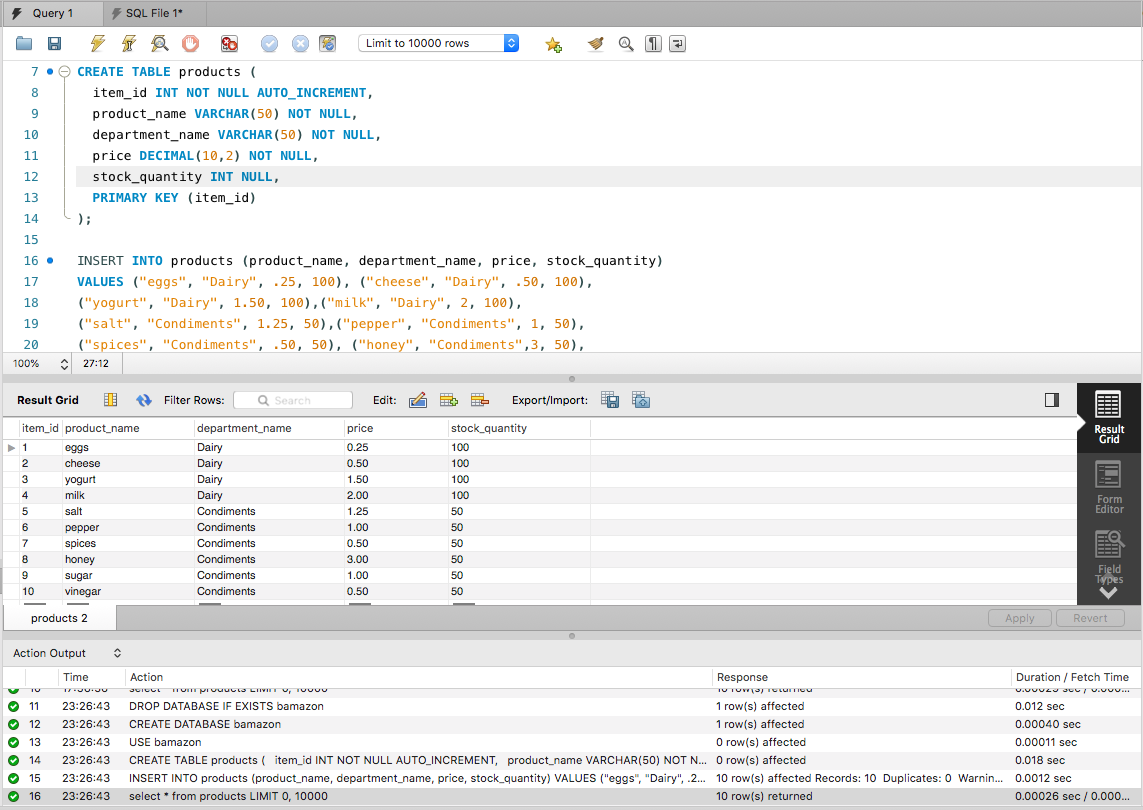 Query 1 SQL File 1*
Limit to 10000 rows
7 CREATE TABLE products (
8 item_id INT NOT NULL AUTO_INCREMENT,
9 product_name VARCHAR(50) NOT NULL,
10 department_name VARCHAR(50) NOT NULL,
11 price DECIMAL(10,2) NOT NULL,
12 stock_quantity INT NULL,
13 PRIMARY KEY (item_id)
14 );
15
16 INSERT INTO products (product_name, department_name, price, stock_quantity)
17 VALUES ("eggs", "Dairy", .25, 100), ("cheese", "Dairy", .50, 100),
18 ("yogurt", "Dairy", 1.50, 100),("milk", "Dairy", 2, 100),
19 ("salt", "Condiments", 1.25, 50),("pepper", "Condiments", 1, 50),
20 ("spices", "Condiments", .50, 50), ("honey", "Condiments",3, 50),
100% 27:12
Result Grid Filter Rows: Search Edit: Export/Import:
item_id product_name department_name price stock_quantity
1 eggs Dairy 0.25 100
2 cheese Dairy 0.50 100
3 yogurt Dairy 1.50 100
4 milk Dairy 2.00 100
5 salt Condiments 1.25 50
6 pepper Condiments 1.00 50
7 spices Condiments 0.50 50
8 honey Condiments 3.00 50
9 sugar Condiments 1.00 50
10 vinegar Condiments 0.50 50
Result
Grid
Form
Editor
Field
Types
products 2 Apply Revert
Action Output
Time Action Response Duration / Fetch Time
10 17:56:56 select * from products LIMIT 0, 10000 10 row(s) returned 0.00025 sec / 0.000...
11 23:26:43 DROP DATABASE IF EXISTS bamazon 1 row(s) affected 0.012 sec
12 23:26:43 CREATE DATABASE bamazon 1 row(s) affected 0.00040 sec
13 23:26:43 USE bamazon 0 row(s) affected 0.00011 sec
14 23:26:43 CREATE TABLE products ( item_id INT NOT NULL AUTO_INCREMENT, product_name VARCHAR(50) NOT N... 0 row(s) affected 0.018 sec
15 23:26:43 INSERT INTO products (product_name, department_name, price, stock_quantity) VALUES ("eggs", "Dairy", .2... 10 row(s) affected Records: 10 Duplicates: 0 Warnin... 0.0012 sec
16 23:26:43 select * from products LIMIT 0, 10000 10 row(s) returned 0.00026 sec / 0.000...